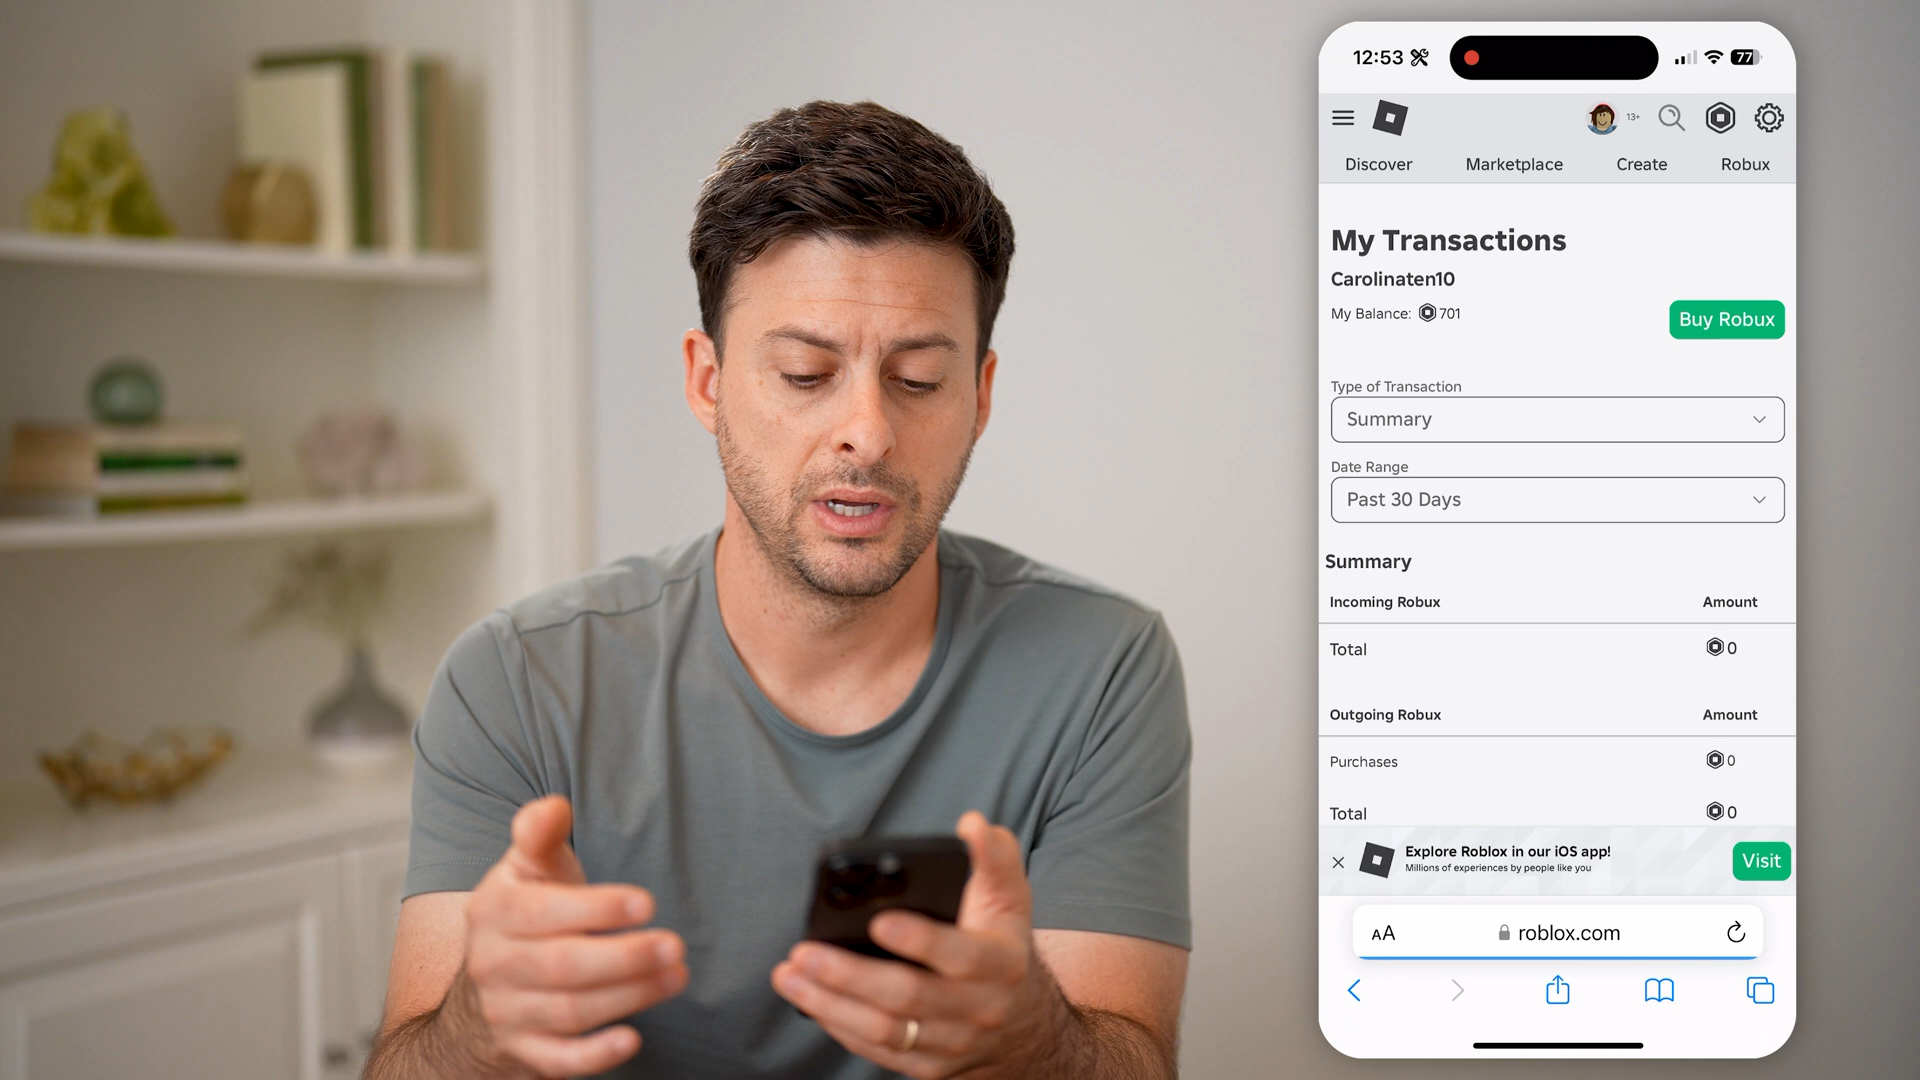 12:53
77
13+
Discover Marketplace Create Robux
My Transactions
Carolinaten10
My Balance: 701
Buy Robux
Type of Transaction
Summary
Date Range
Past 30 Days
Summary
Incoming Robux Amount
Total 0
Outgoing Robux Amount
Purchases 0
Total 0
Explore Roblox in our iOS app!
Millions of experiences by people like you
Visit
AA roblox.com